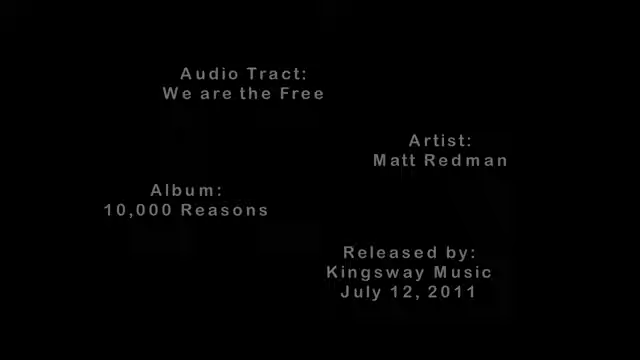 Audio Tract:
We are the Free
Artist:
Matt Redman
Album:
10,000 Reasons
Released by:
Kingsway Music
July 12, 2011